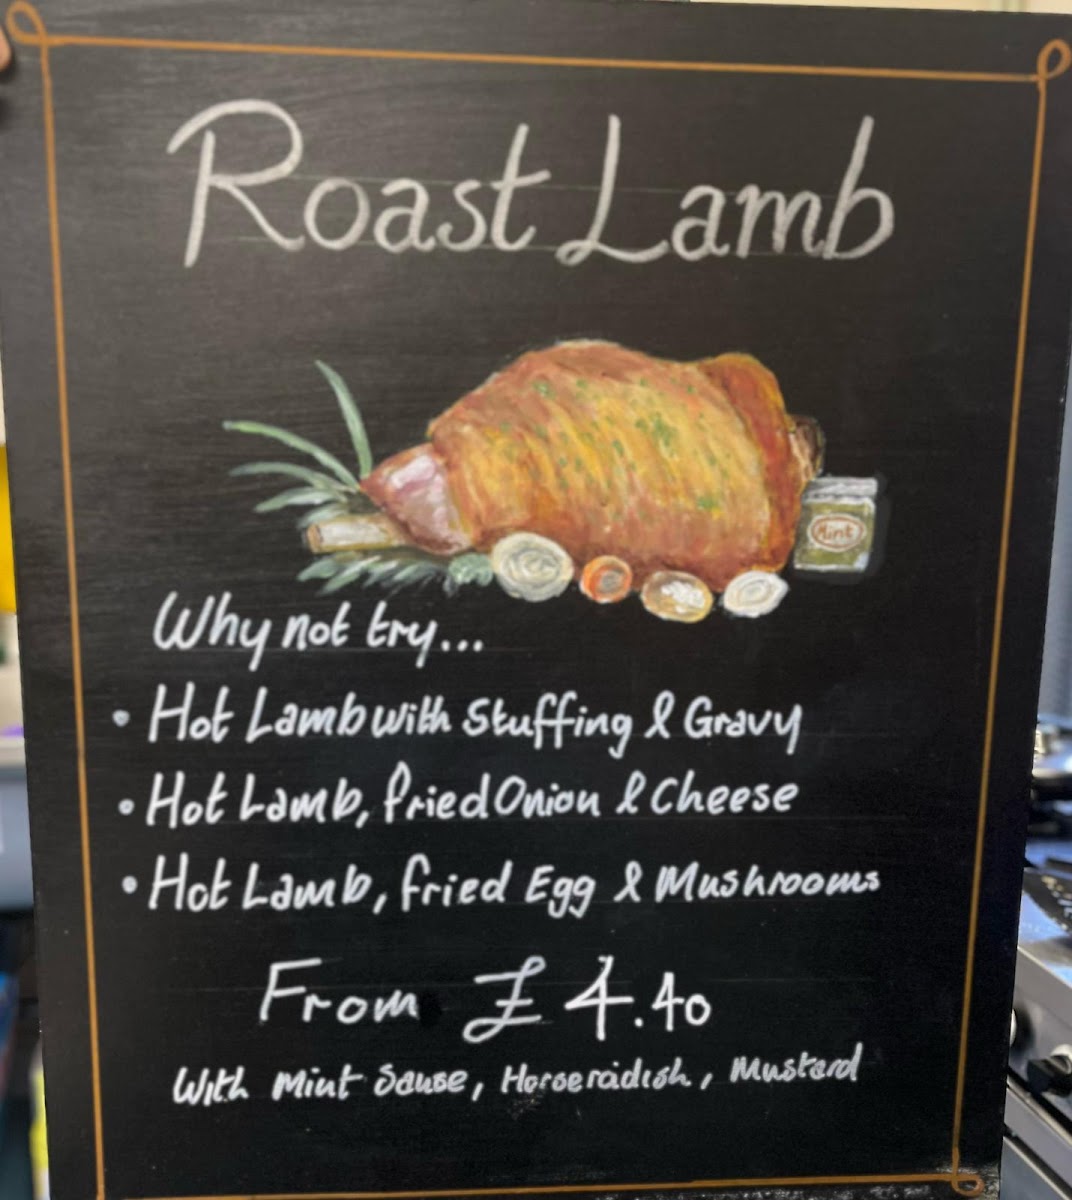 Roast Lamb
Mint
Why not try...
• Hot Lamb with Stuffing & Gravy
• Hot Lamb, fried Onion & Cheese
• Hot Lamb, fried Egg & Mushrooms
From £4.40
With Mint Sause, Horseradish, Mustard